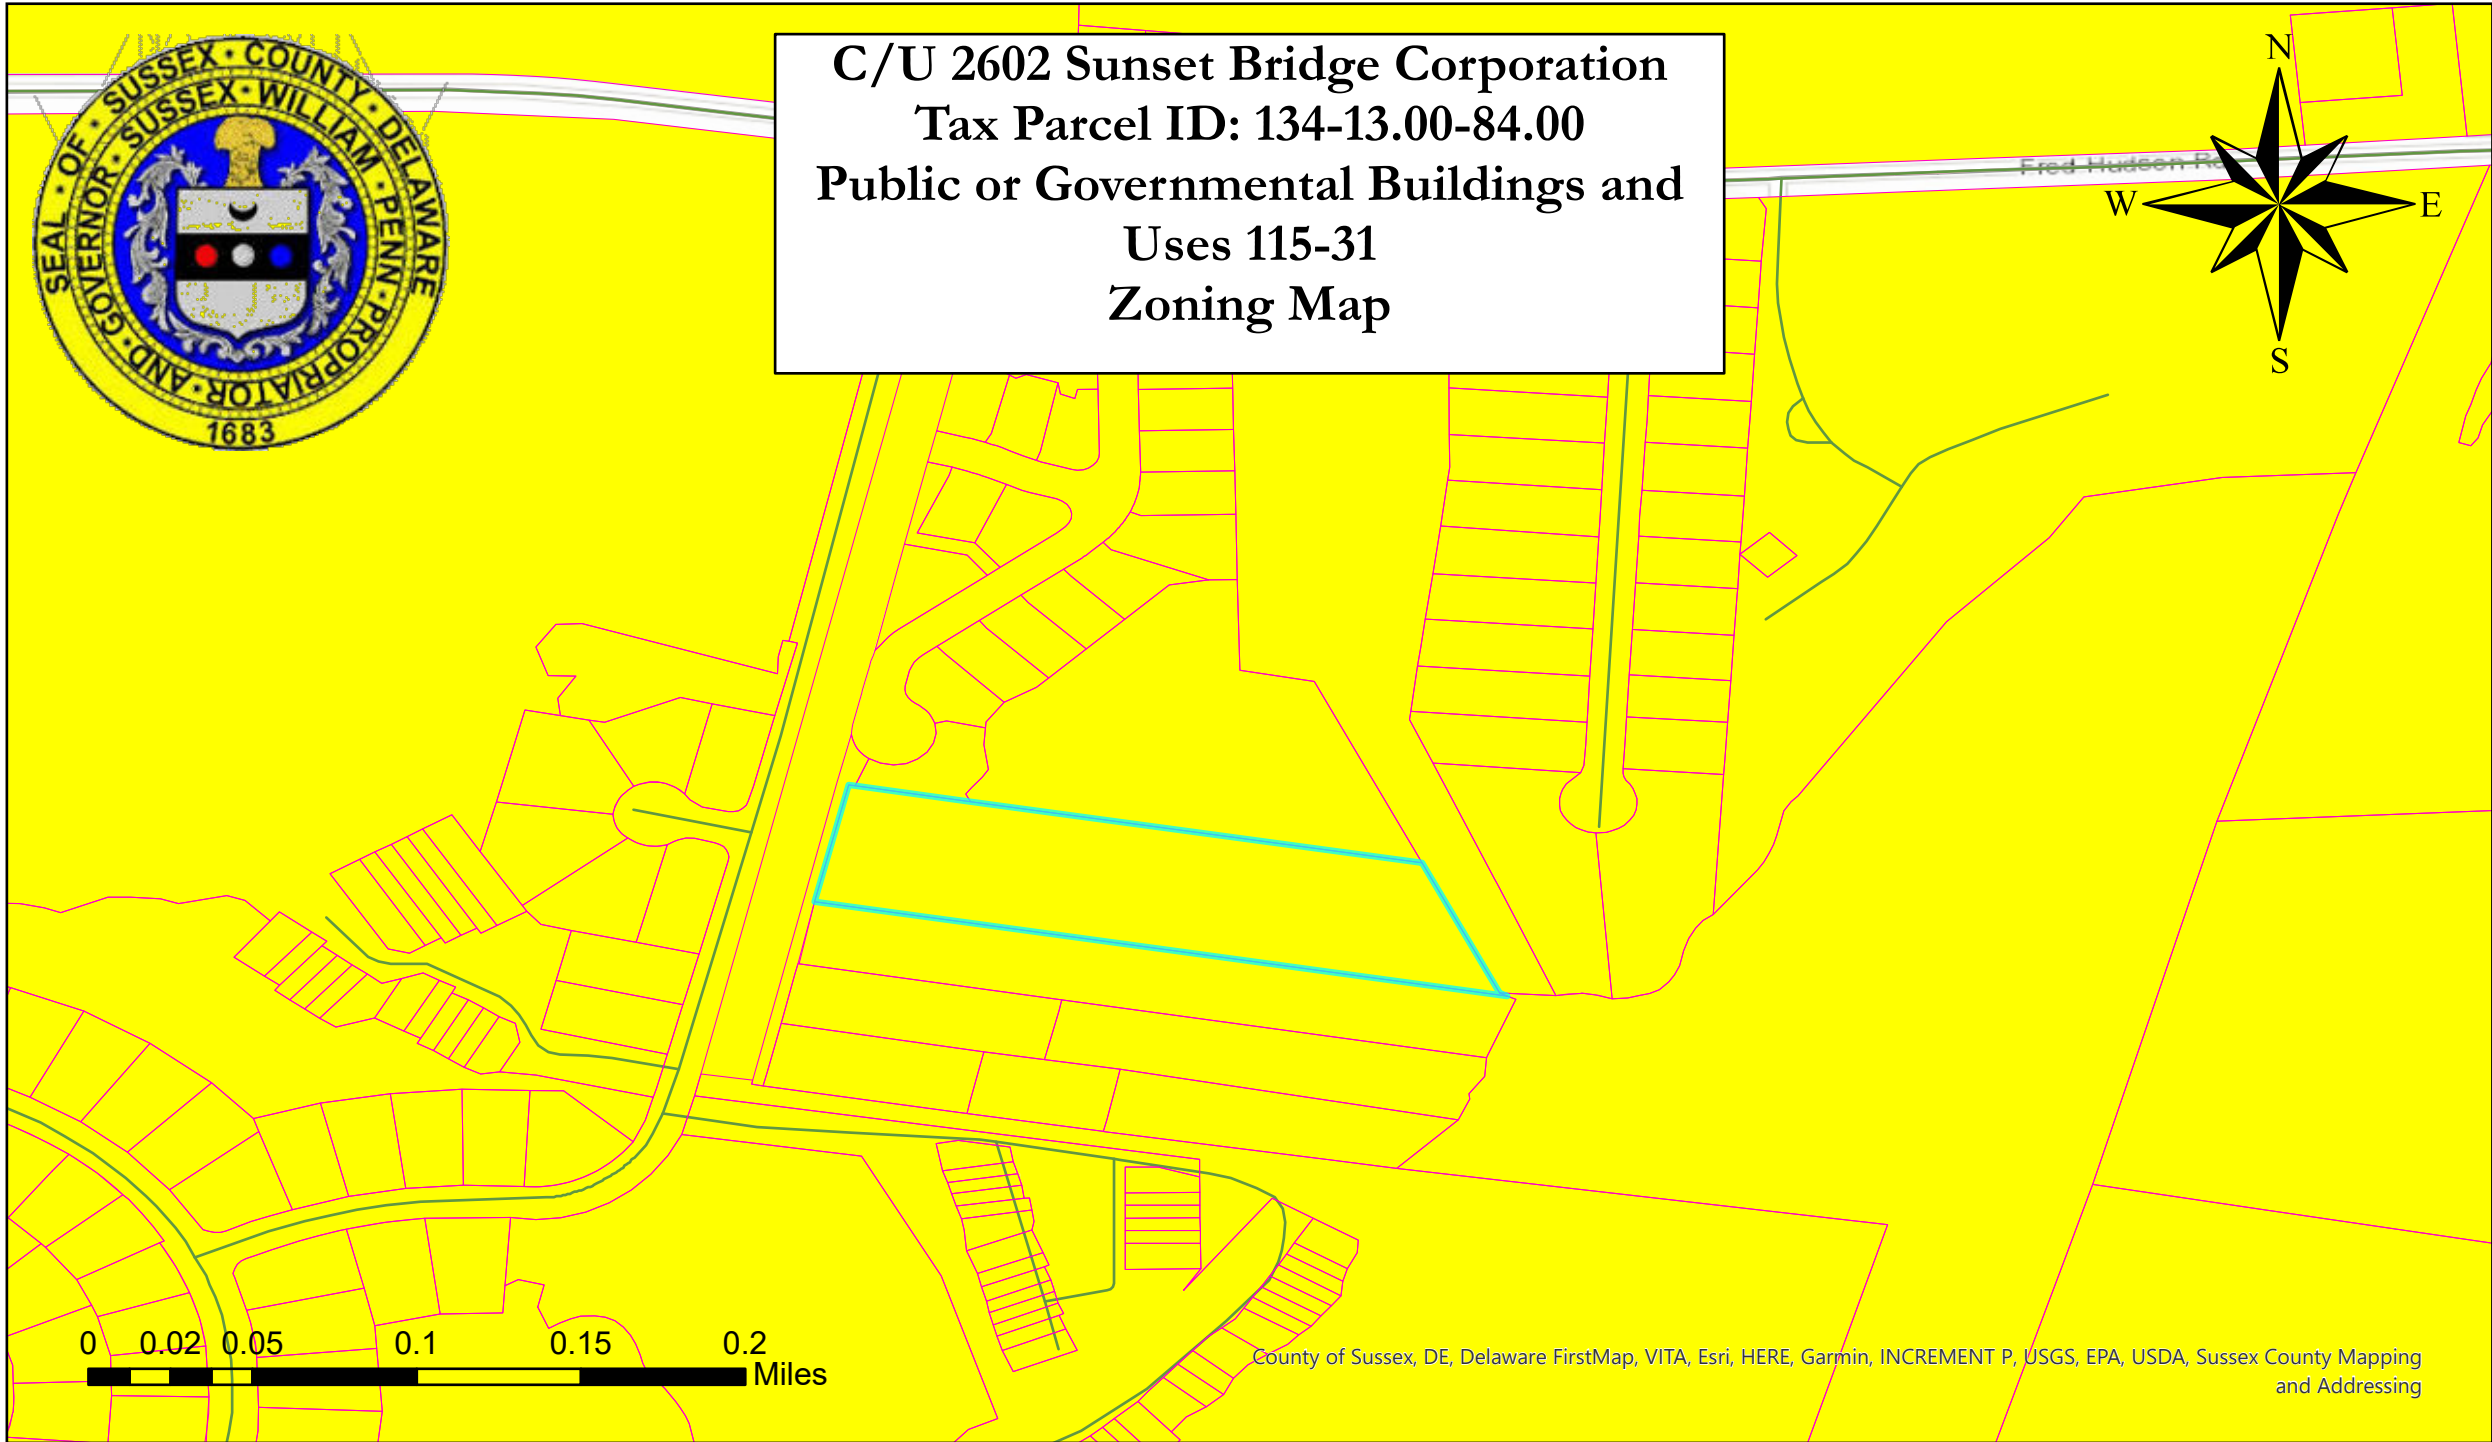 C/U 2602 Sunset Bridge Corporation
Tax Parcel ID: 134-13.00-84.00
Public or Governmental Buildings and
Uses 115-31
Zoning Map
SEAL · OF · SUSSEX · COUNTY · DELAWARE
GOVERNOR · SUSSEX · WILLIAM · PENN · PROPRIATOR · AND ·
1683
N
W
E
S
Fred Hudson
0 0.02 0.05 0.1 0.15 0.2
Miles
County of Sussex, DE, Delaware FirstMap, VITA, Esri, HERE, Garmin, INCREMENT P, USGS, EPA, USDA, Sussex County Mapping
and Addressing